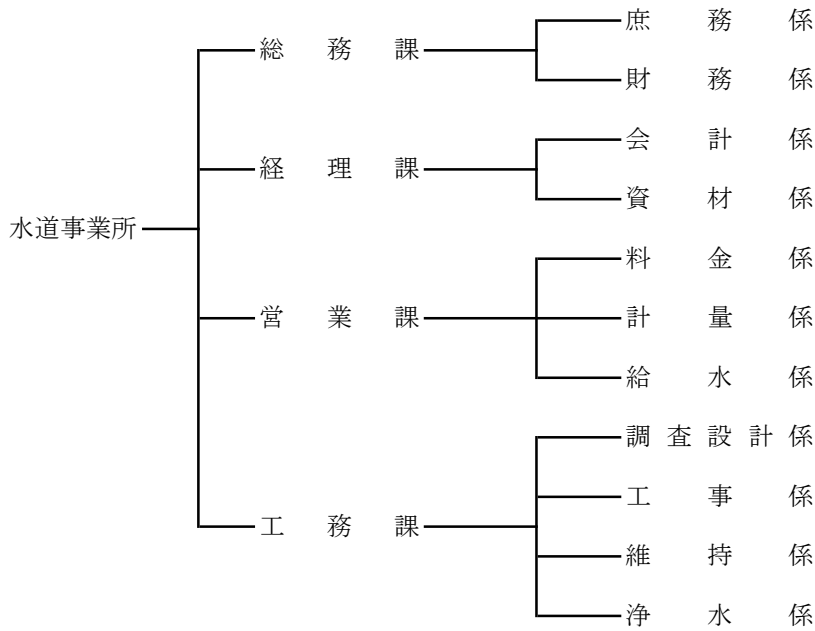 水道事業所
総務課
庶務係
財務係
経理課
会計係
資材係
営業課
料金係
計量係
給水係
工務課
調査設計係
工事係
維持係
浄水係